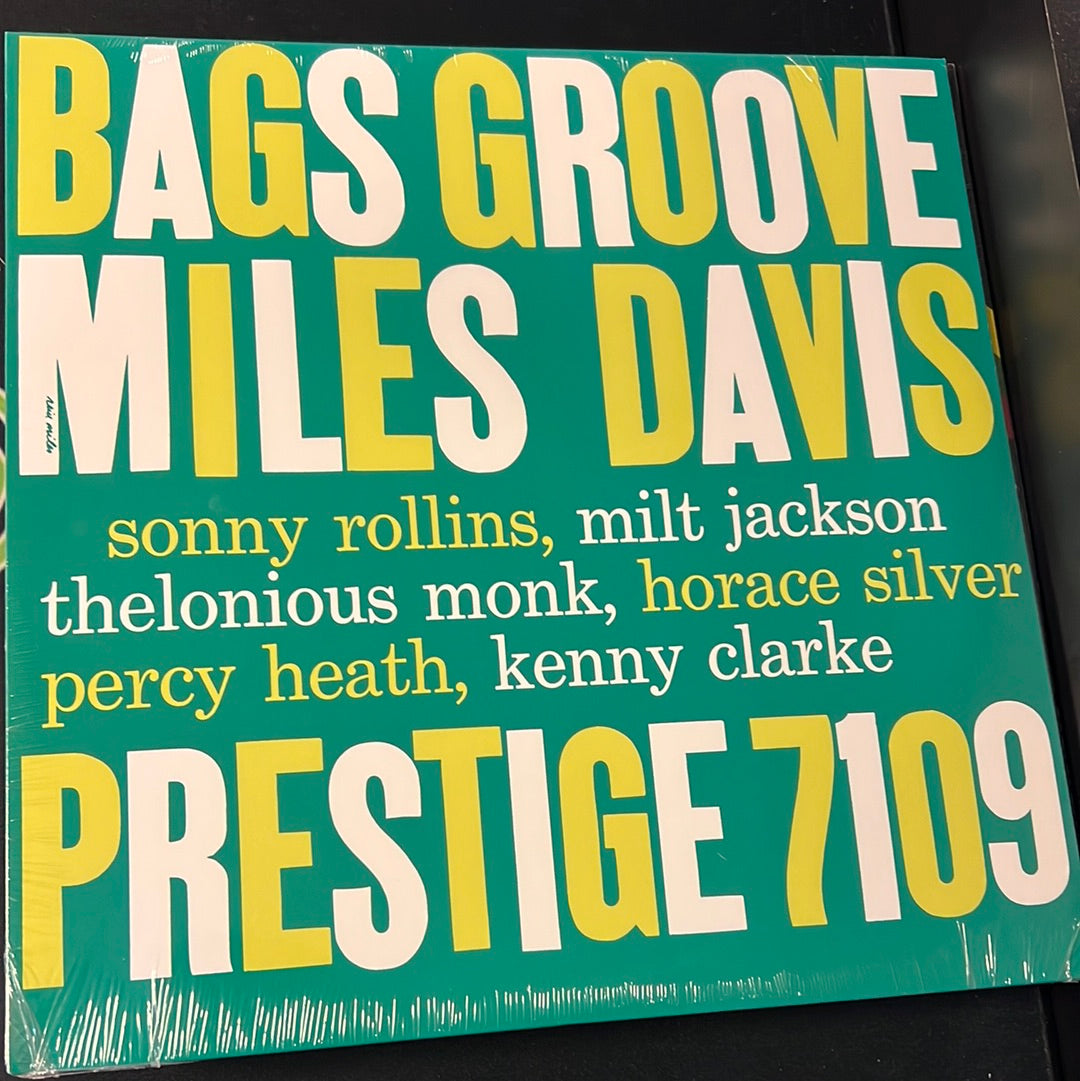 BAGS GROOVE
MILES DAVIS
sonny rollins, milt jackson
thelonious monk, horace silver
percy heath, kenny clarke
PRESTIGE 7109